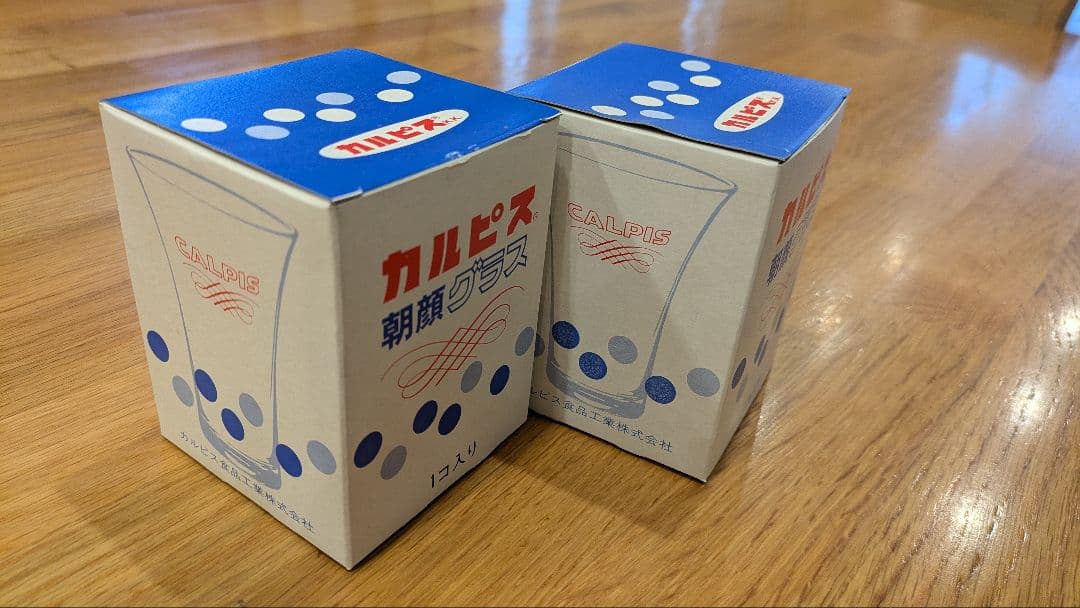 カルピス®K.K
カルピス®
朝顔グラス
1コ入り
CALPIS
カルピス食品工業株式会社
カルピス®K.K
CALPIS
ルピス食品工業株式会社
カルピス
朝顔